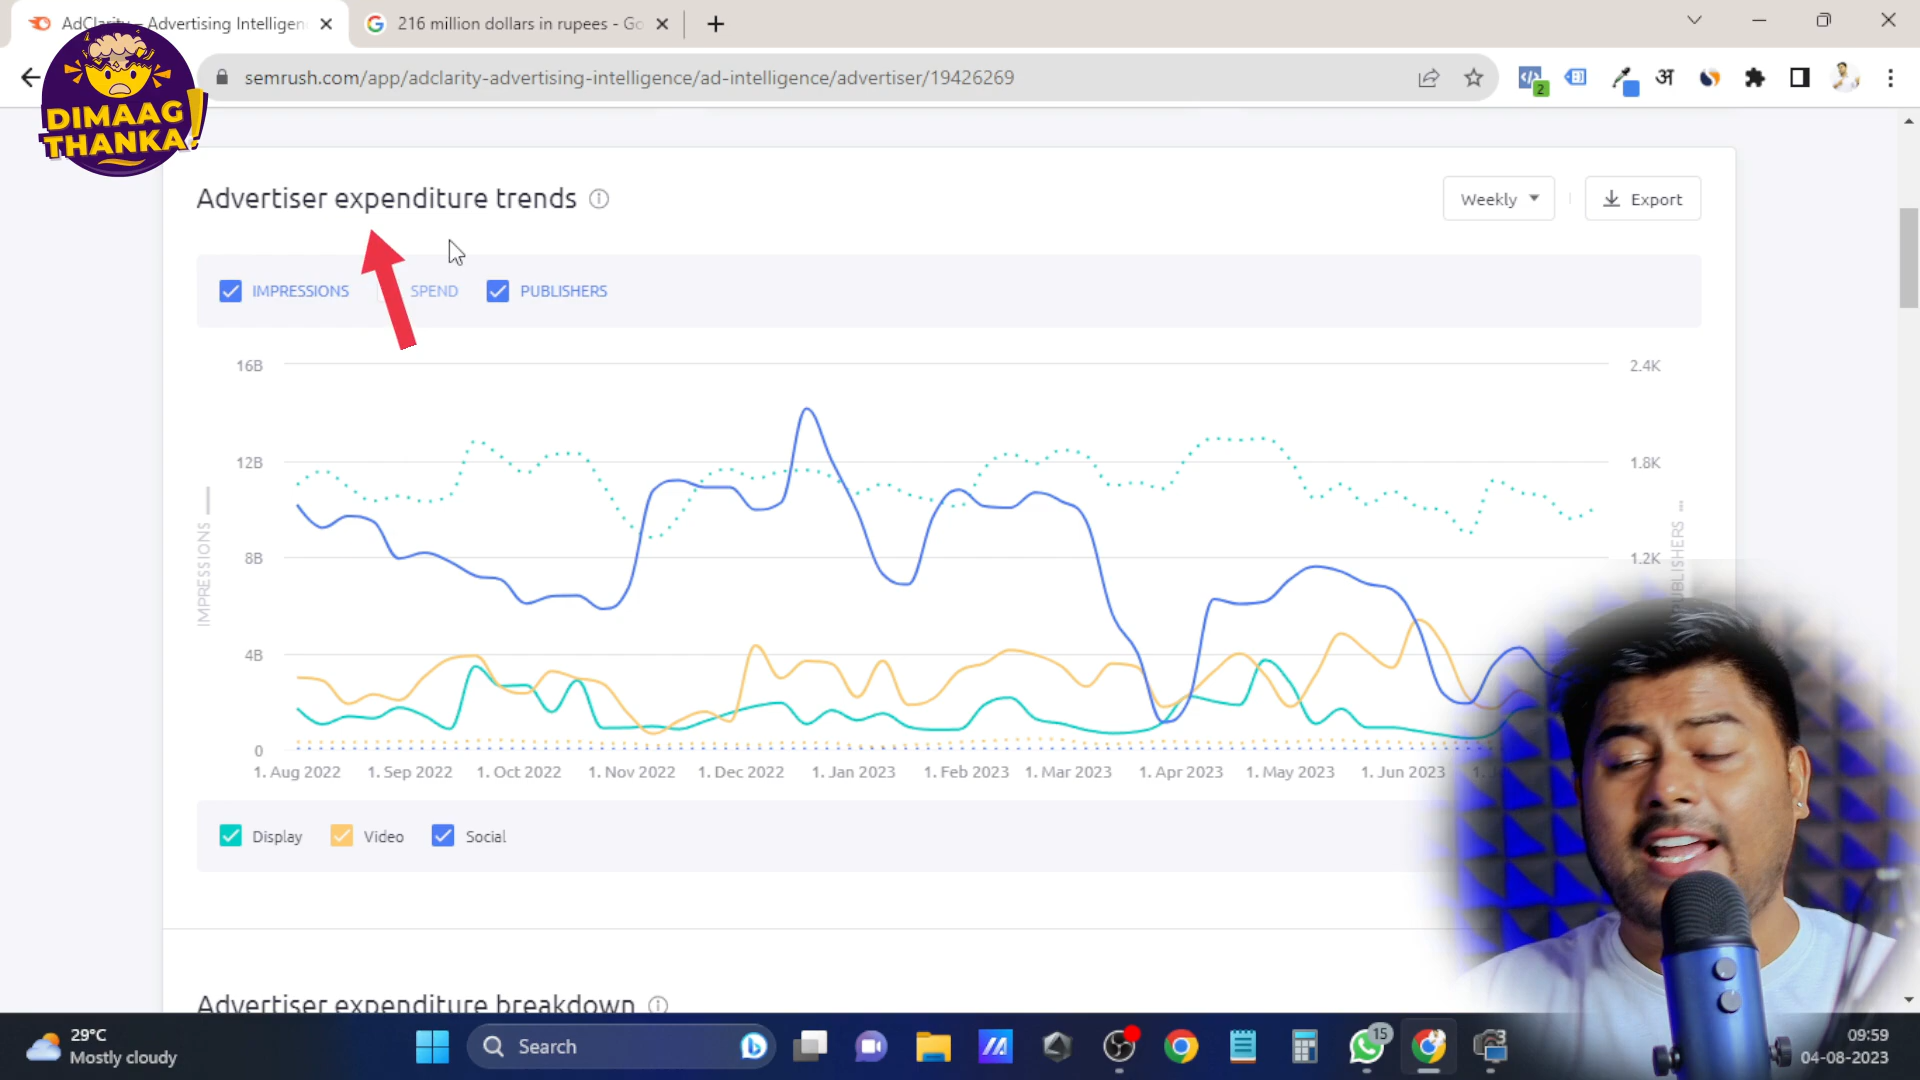 AdClarity – Advertising Intelligen
216 million dollars in rupees - Go
DIMAAG
THANKA!
semrush.com/app/adclarity-advertising-intelligence/ad-intelligence/advertiser/19426269
2
अ
Advertiser expenditure trends
Weekly
Export
IMPRESSIONS
SPEND
PUBLISHERS
16B
2.4K
12B
1.8K
8B
1.2K
4B
0
IMPRESSIONS
PUBLISHERS
1. Aug 2022
1. Sep 2022
1. Oct 2022
1. Nov 2022
1. Dec 2022
1. Jan 2023
1. Feb 2023
1. Mar 2023
1. Apr 2023
1. May 2023
1. Jun 2023
Display
Video
Social
Advertiser expenditure breakdown
29°C
Mostly cloudy
Search
15
3
09:59
04-08-2023